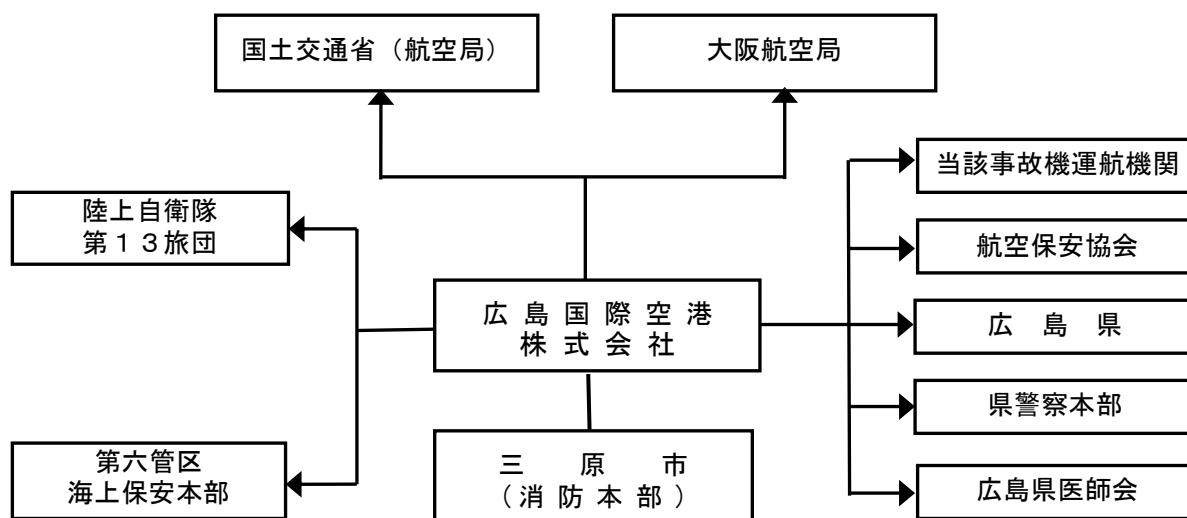 国土交通省（航空局）
大阪航空局
当該事故機運航機関
陸上自衛隊
第１３旅団
航空保安協会
広島国際空港
株式会社
広島県
県警察本部
第六管区
海上保安本部
三原市
（消防本部）
広島県医師会